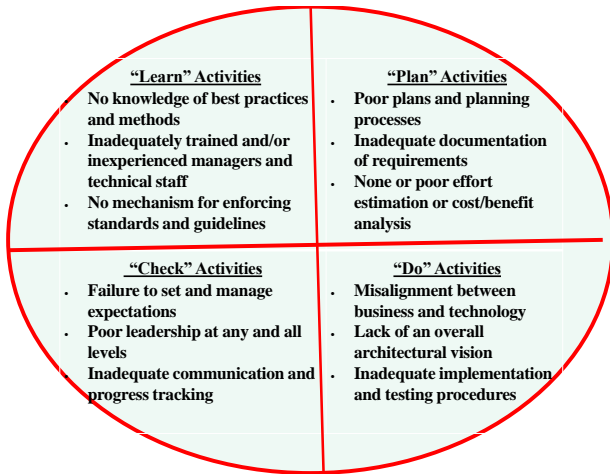 “Learn” Activities
• No knowledge of best practices
and methods
• Inadequately trained and/or
inexperienced managers and
technical staff
• No mechanism for enforcing
standards and guidelines
“Plan” Activities
• Poor plans and planning
processes
• Inadequate documentation
of requirements
• None or poor effort
estimation or cost/benefit
analysis
“Check” Activities
• Failure to set and manage
expectations
• Poor leadership at any and all
levels
• Inadequate communication and
progress tracking
“Do” Activities
• Misalignment between
business and technology
• Lack of an overall
architectural vision
• Inadequate implementation
and testing procedures